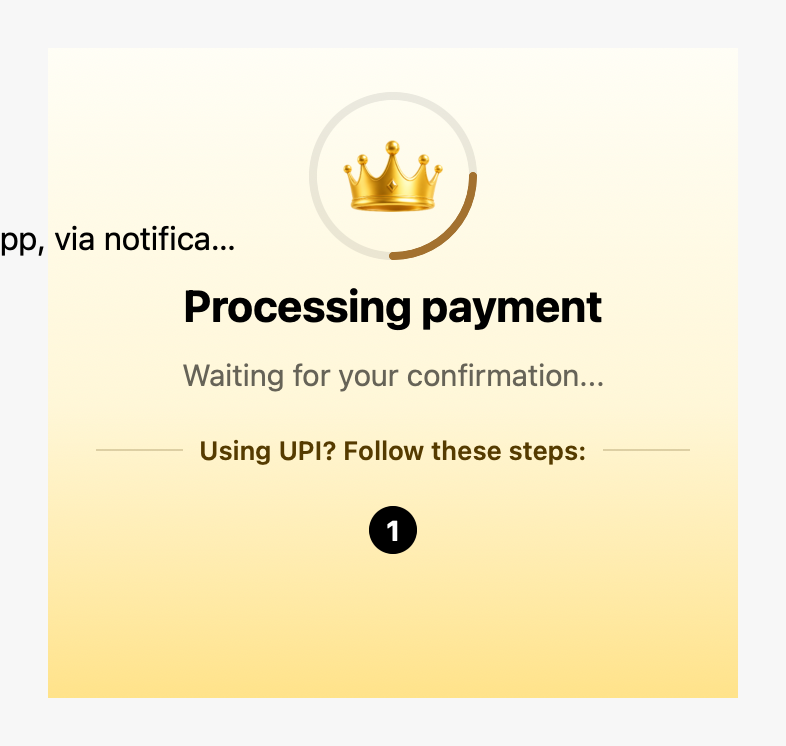 pp, via notifica...
Processing payment
Waiting for your confirmation...
Using UPI? Follow these steps:
1